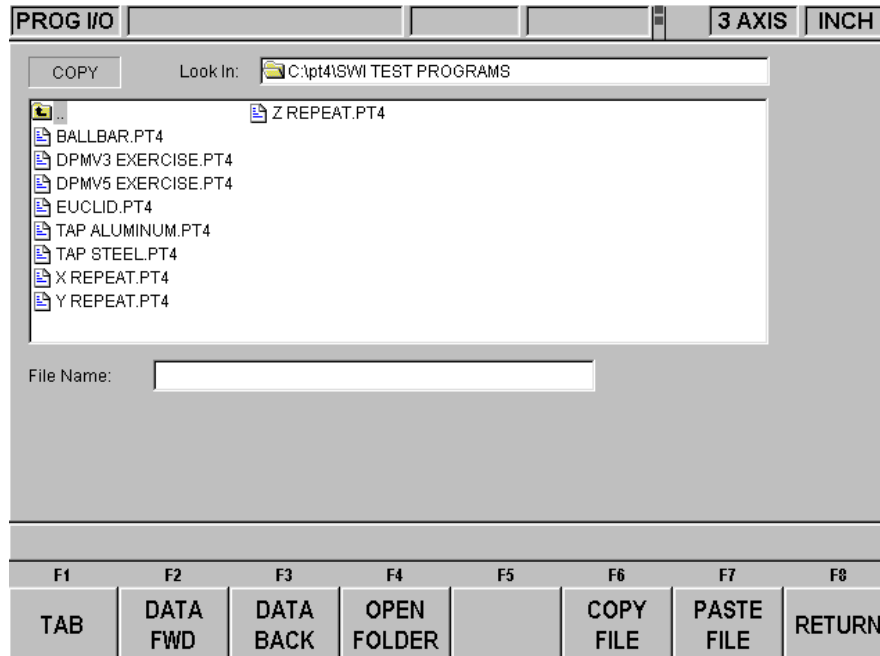 PROG I/O 3 AXIS INCH
COPY Look In: C:\pt4\SWI TEST PROGRAMS
.. Z REPEAT.PT4
BALLBAR.PT4
DPMV3 EXERCISE.PT4
DPMV5 EXERCISE.PT4
EUCLID.PT4
TAP ALUMINUM.PT4
TAP STEEL.PT4
X REPEAT.PT4
Y REPEAT.PT4
File Name:
F1 F2 F3 F4 F5 F6 F7 F8
TAB DATA FWD DATA BACK OPEN FOLDER COPY FILE PASTE FILE RETURN